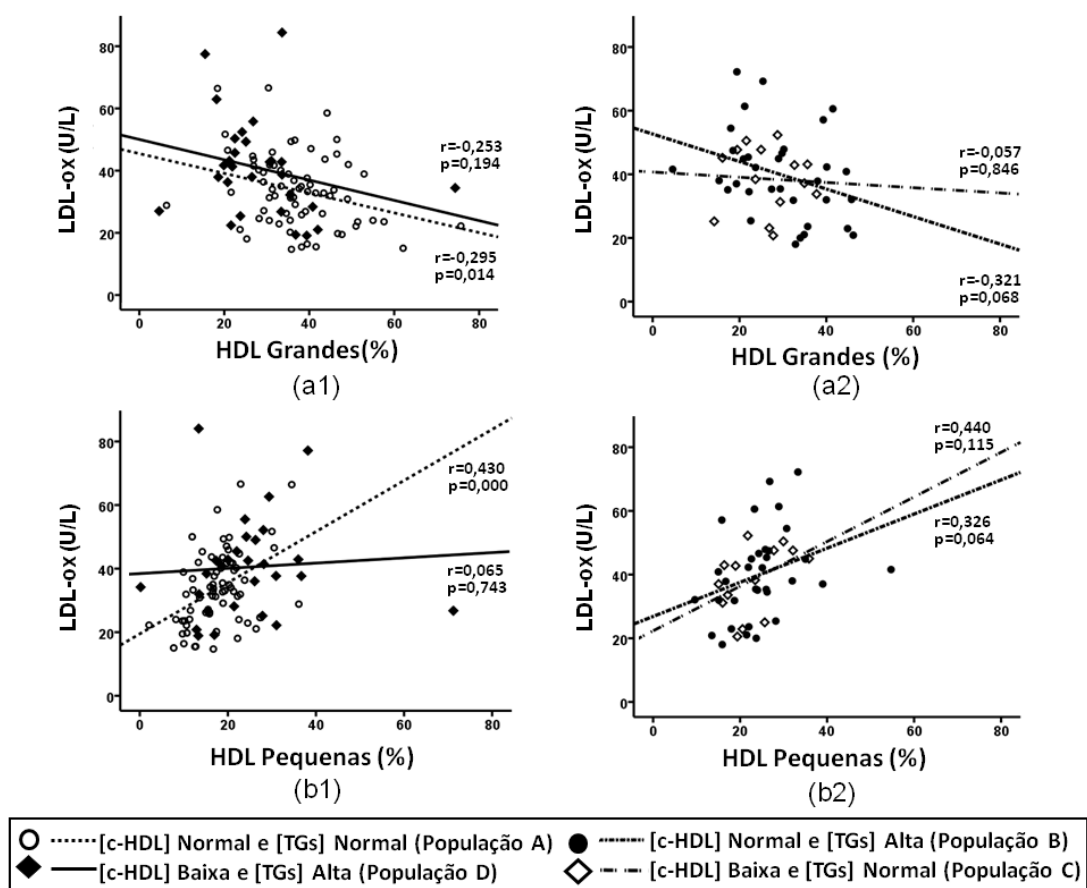 80
60
40
20
0
LDL-ox (U/L)
r=-0,253
p=0,194
r=-0,295
p=0,014
0 20 40 60 80
HDL Grandes(%)
(a1)
80
60
40
20
0
LDL-ox (U/L)
r=-0,057
p=0,846
r=-0,321
p=0,068
0 20 40 60 80
HDL Grandes (%)
(a2)
80
60
40
20
0
LDL-ox (U/L)
r=0,430
p=0,000
r=0,065
p=0,743
0 20 40 60 80
HDL Pequenas (%)
(b1)
80
60
40
20
0
LDL-ox (U/L)
r=0,440
p=0,115
r=0,326
p=0,064
0 20 40 60 80
HDL Pequenas (%)
(b2)
[c-HDL] Normal e [TGs] Normal (População A)
[c-HDL] Normal e [TGs] Alta (População B)
[c-HDL] Baixa e [TGs] Alta (População D)
[c-HDL] Baixa e [TGs] Normal (População C)